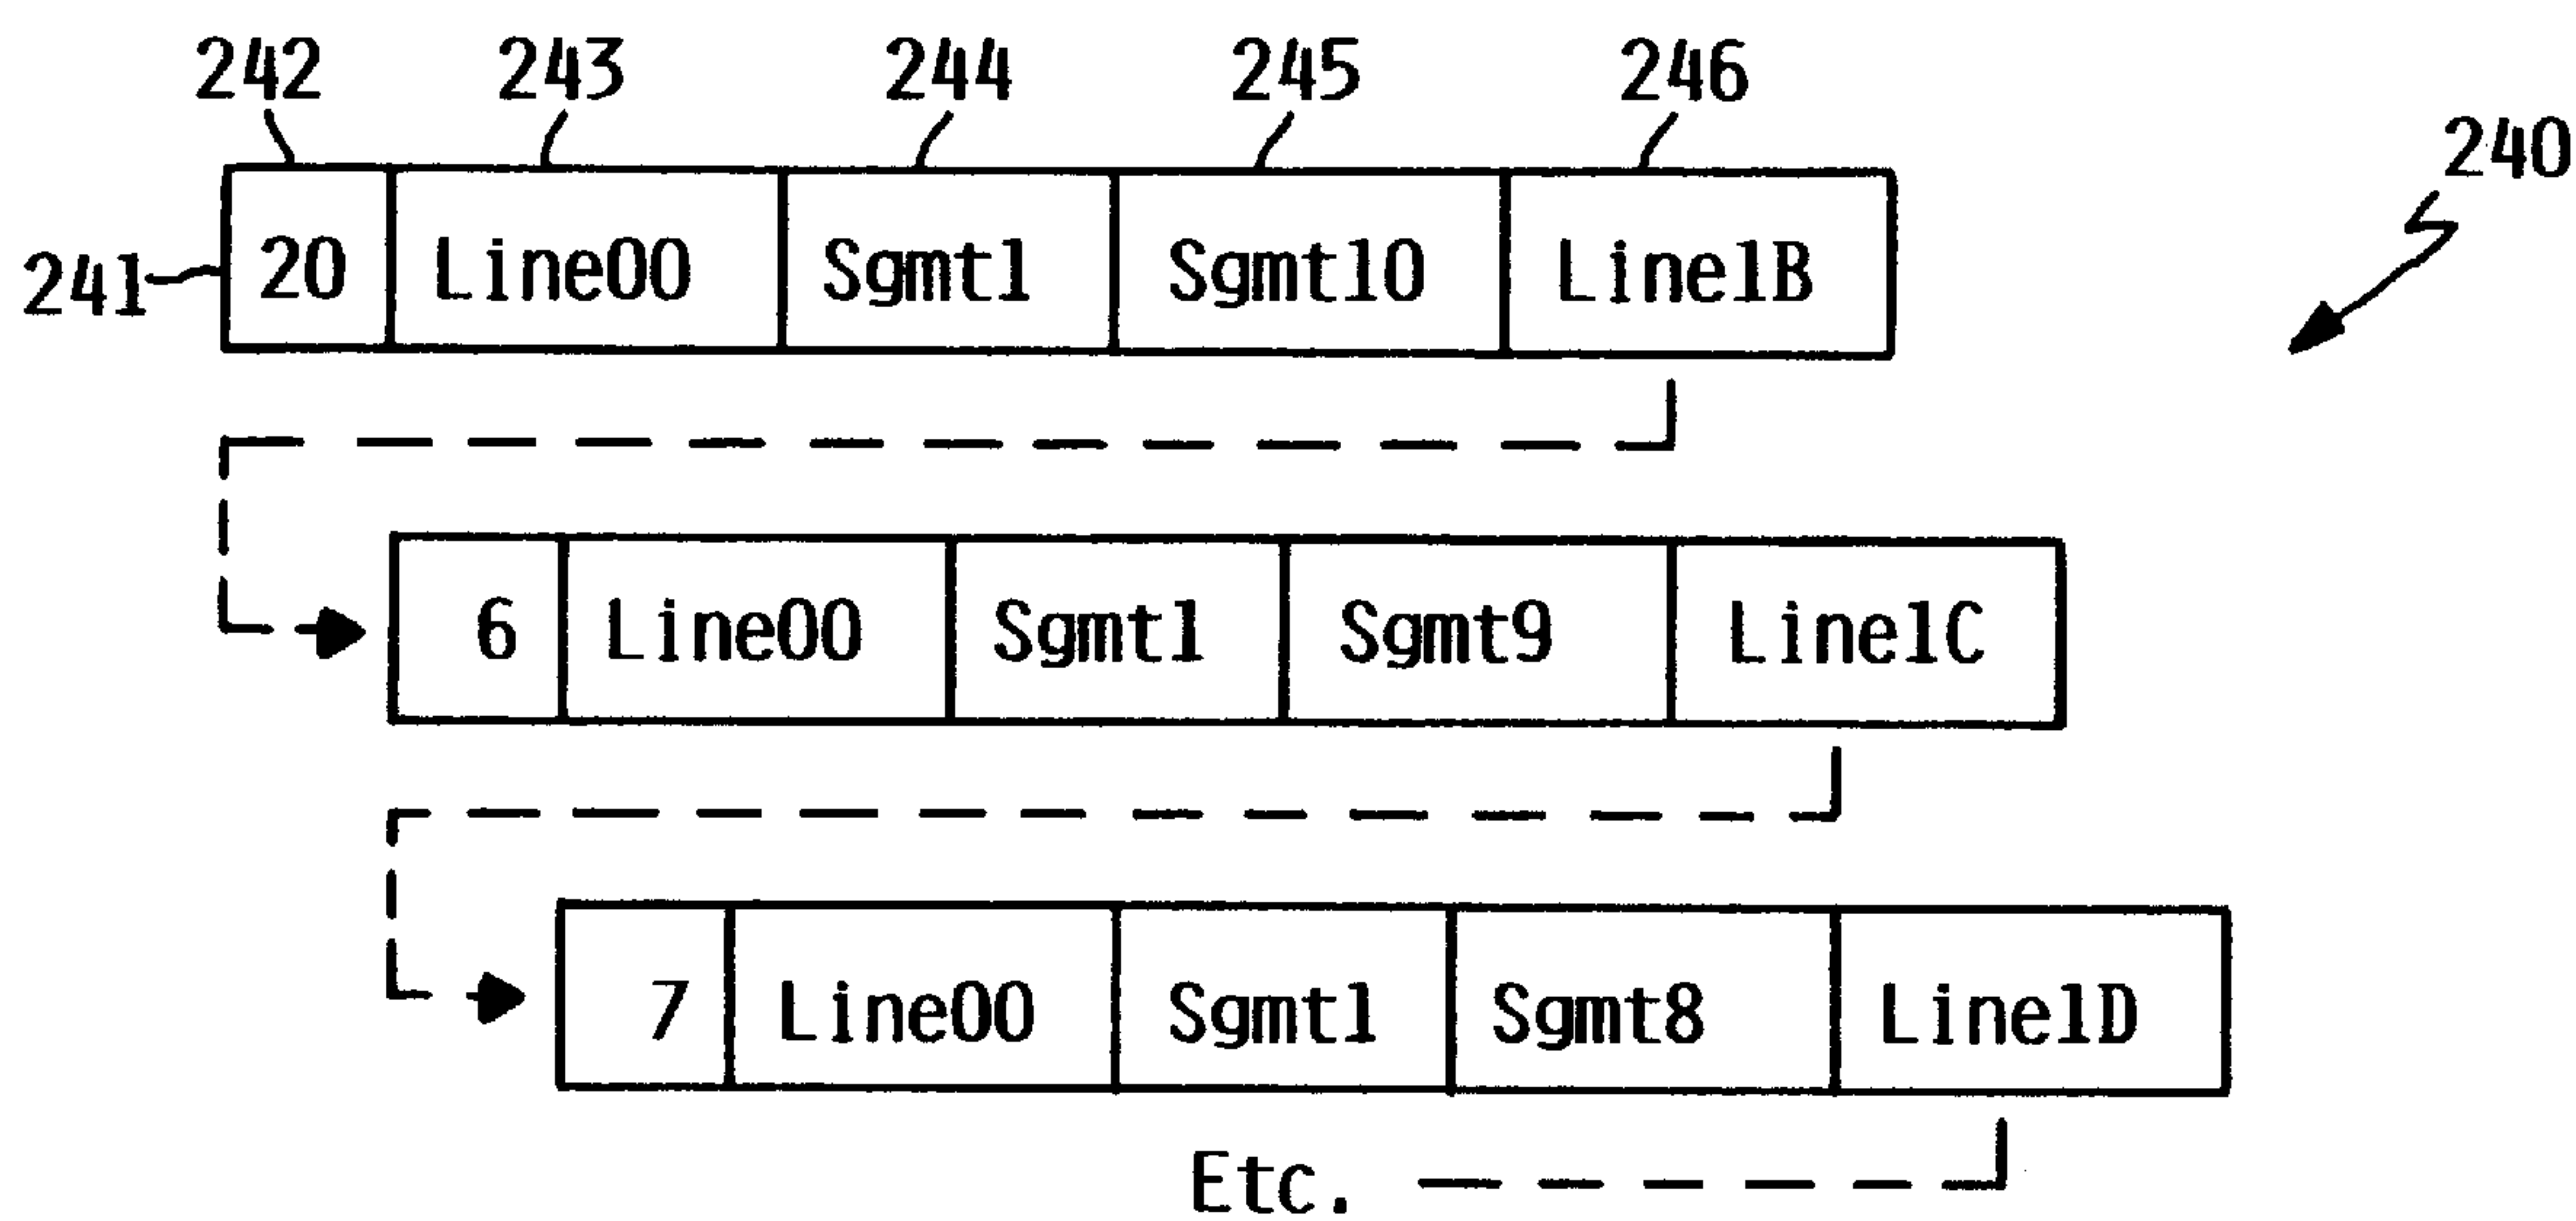 242 243 244 245 246
240
241 20 Line00 Sgmt1 Sgmt10 Line1B
6 Line00 Sgmt1 Sgmt9 Line1C
7 Line00 Sgmt1 Sgmt8 Line1D
Etc.